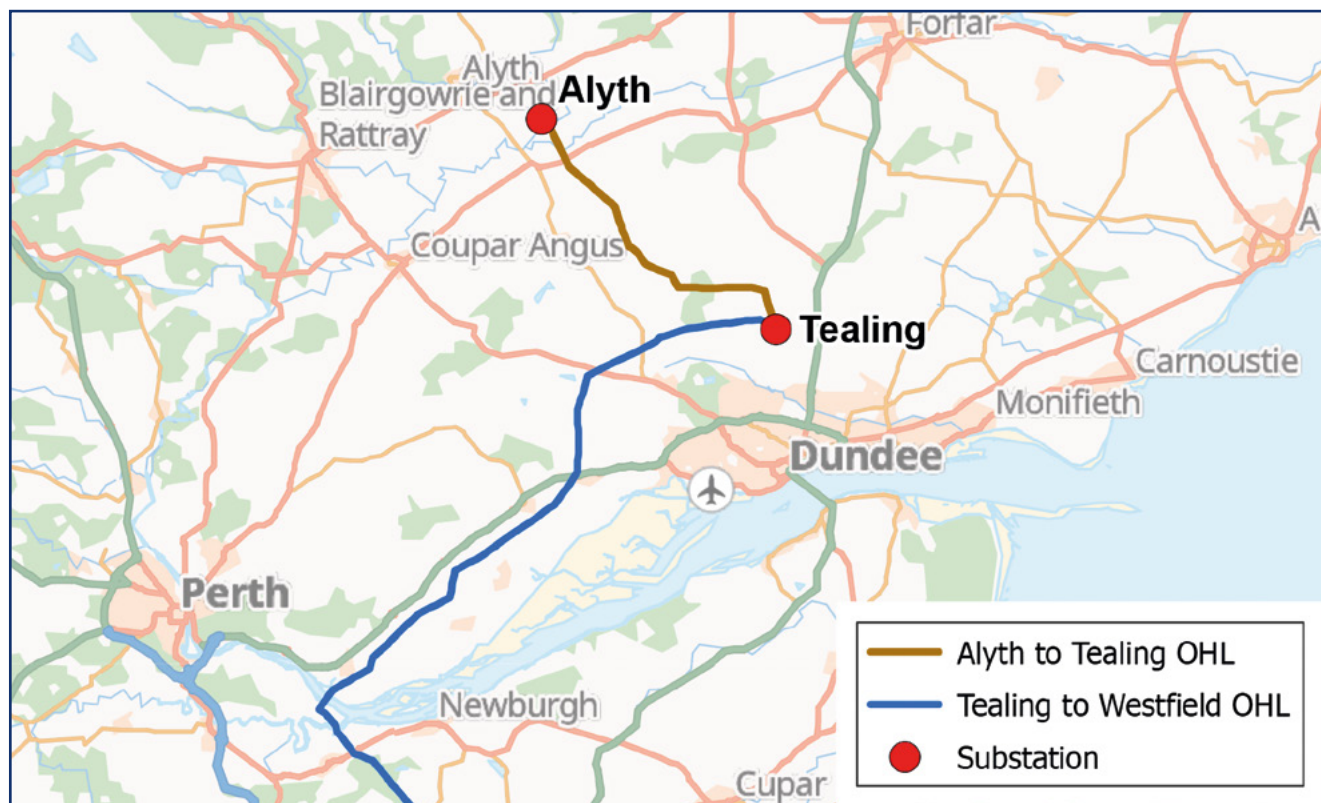 Forfar
Alyth
Alyth
Blairgowrie and
Rattray
Coupar Angus
A
Tealing
Carnoustie
Monifieth
Dundee
Perth
Newburgh
Cupar
Alyth to Tealing OHL
Tealing to Westfield OHL
Substation